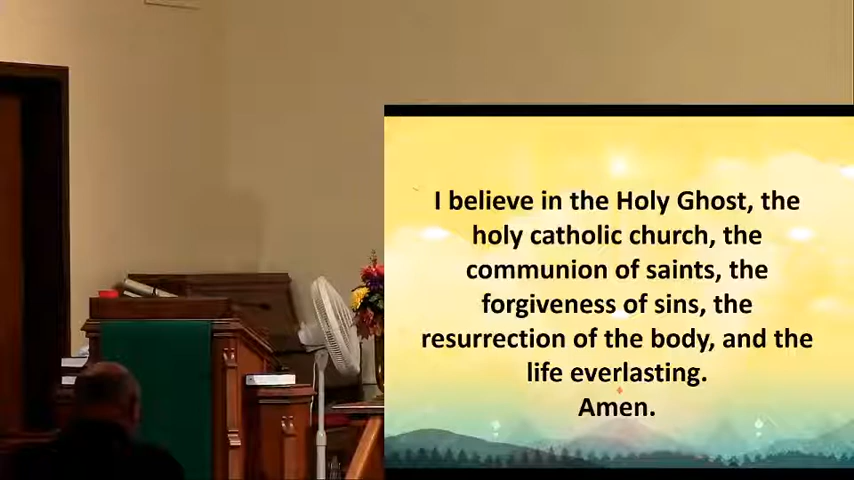 I believe in the Holy Ghost, the
holy catholic church, the
communion of saints, the
forgiveness of sins, the
resurrection of the body, and the
life everlasting.
Amen.